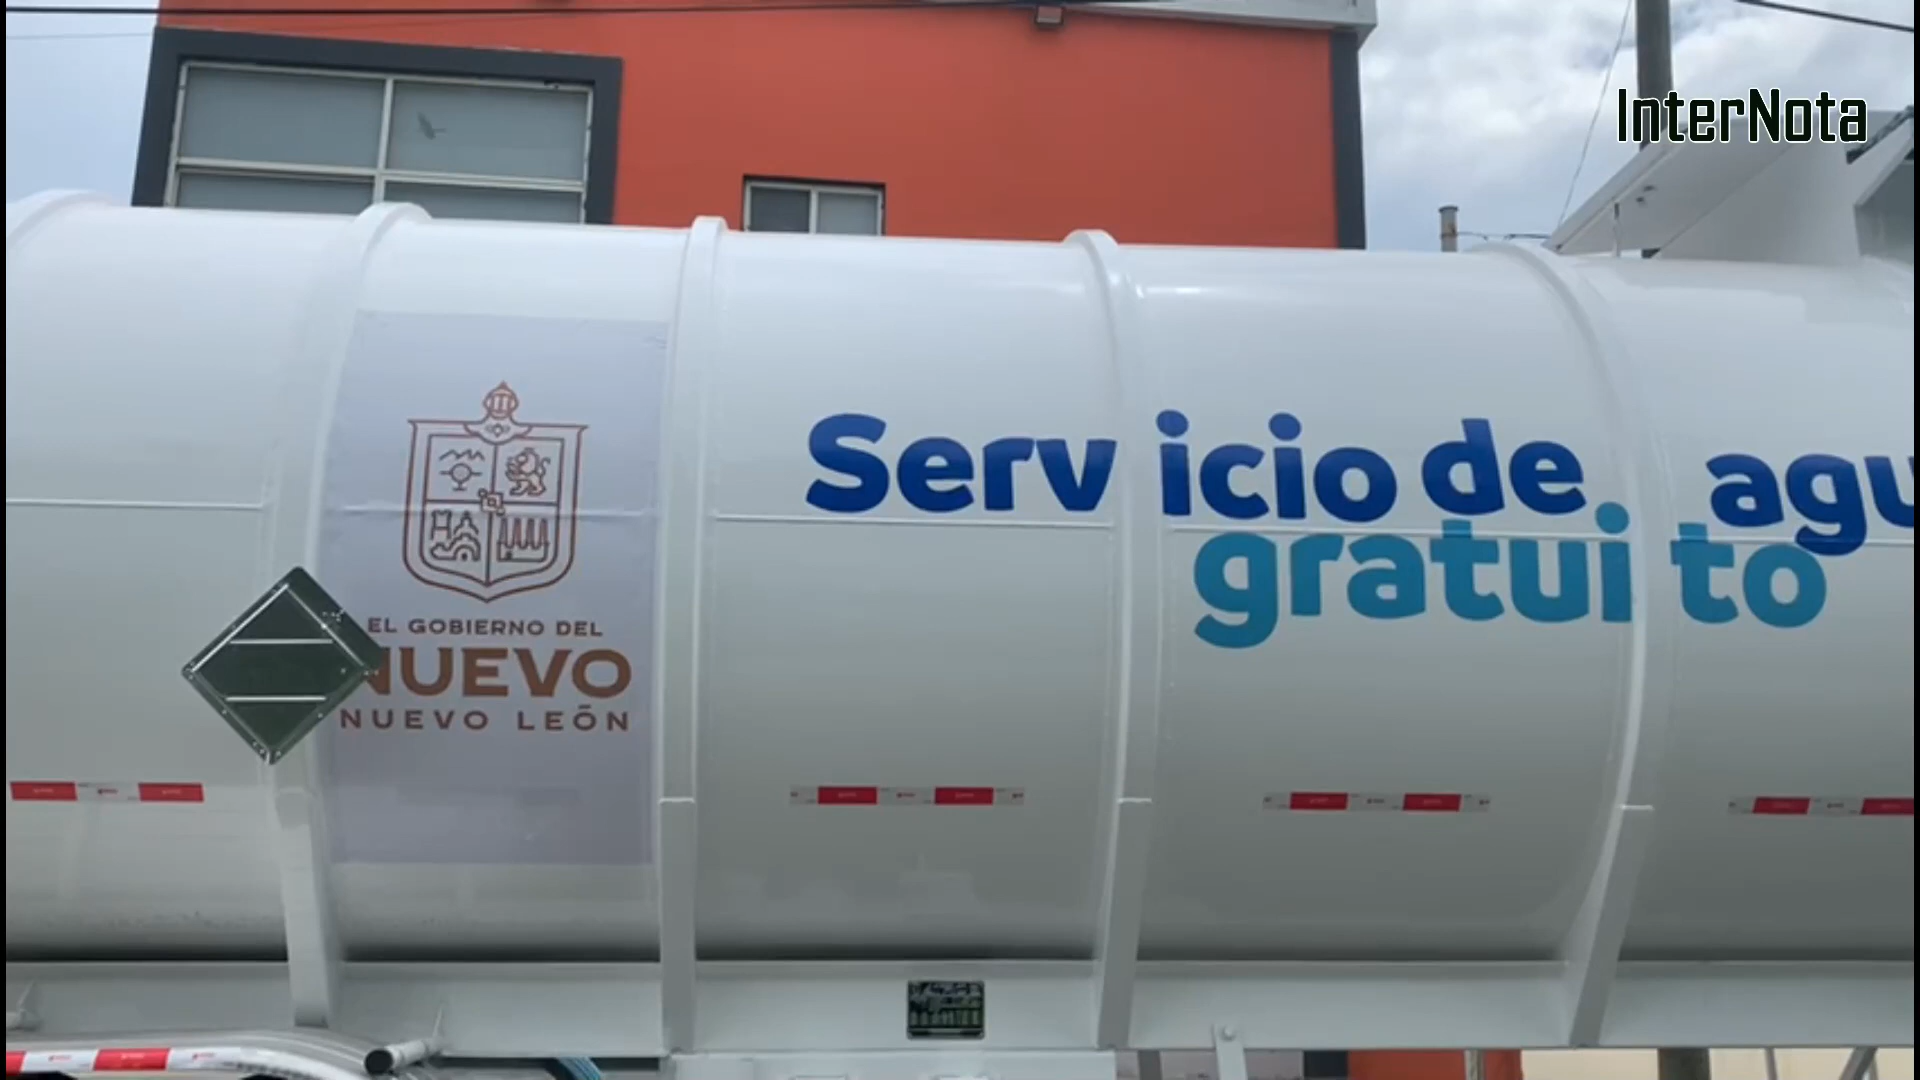 InterNota
Servicio de agu
gratuito
EL GOBIERNO DEL
NUEVO
NUEVO LEÓN